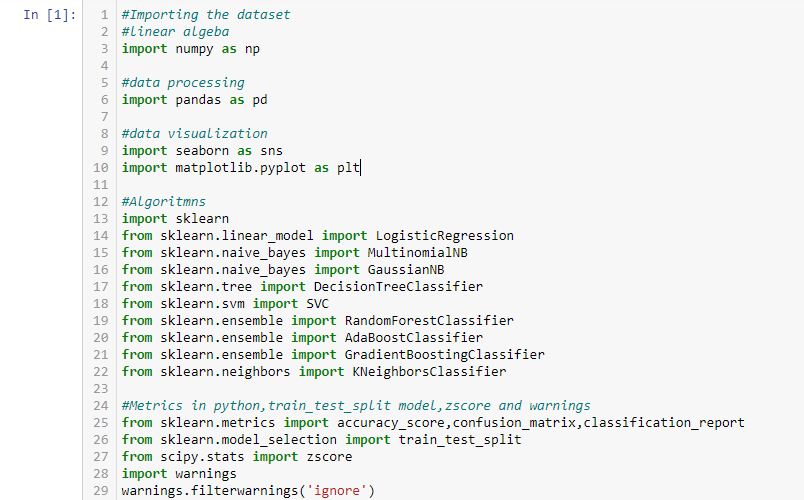 In [1]:
1 #Importing the dataset
2 #linear algeba
3 import numpy as np
4
5 #data processing
6 import pandas as pd
7
8 #data visualization
9 import seaborn as sns
10 import matplotlib.pyplot as plt
11
12 #Algoritmns
13 import sklearn
14 from sklearn.linear_model import LogisticRegression
15 from sklearn.naive_bayes import MultinomialNB
16 from sklearn.naive_bayes import GaussianNB
17 from sklearn.tree import DecisionTreeClassifier
18 from sklearn.svm import SVC
19 from sklearn.ensemble import RandomForestClassifier
20 from sklearn.ensemble import AdaBoostClassifier
21 from sklearn.ensemble import GradientBoostingClassifier
22 from sklearn.neighbors import KNeighborsClassifier
23
24 #Metrics in python,train_test_split model,zscore and warnings
25 from sklearn.metrics import accuracy_score,confusion_matrix,classification_report
26 from sklearn.model_selection import train_test_split
27 from scipy.stats import zscore
28 import warnings
29 warnings.filterwarnings('ignore')